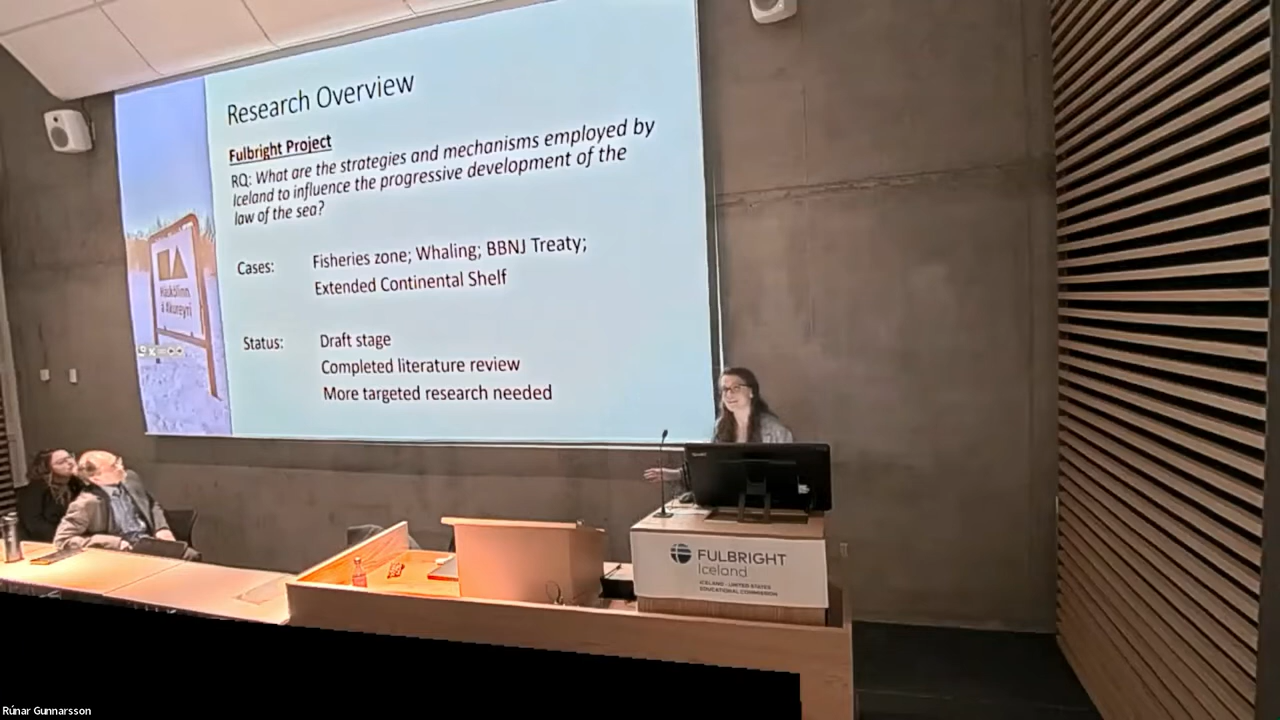 Research Overview
Fulbright Project
RQ: What are the strategies and mechanisms employed by
Iceland to influence the progressive development of the
law of the sea?
Cases:
Fisheries zone; Whaling; BBNJ Treaty;
Extended Continental Shelf
Status:
Draft stage
Completed literature review
More targeted research needed
Háskólinn
á Akureyri
FULBRIGHT
Iceland
ICELAND - UNITED STATES
EDUCATIONAL COMMISSION
Rúnar Gunnarsson